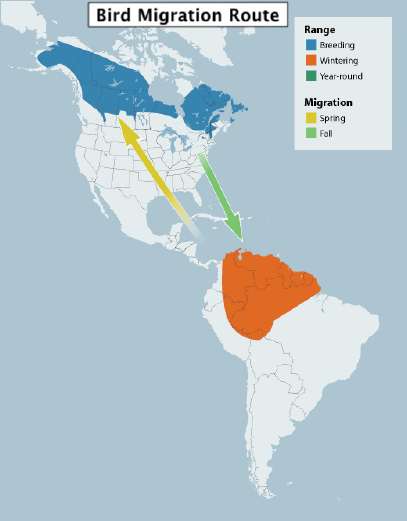 Bird Migration Route
Range
Breeding
Wintering
Year-round
Migration
Spring
Fall